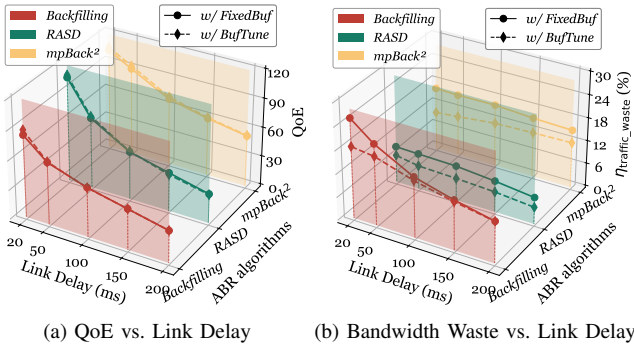 Backfilling
RASD
mpBack²
w/ FixedBuf
w/ BufTune
120
90
60
30
0
QoE
20
50
100
150
200
Link Delay (ms)
Backfilling
RASD
mpBack²
ABR algorithms
(a) QoE vs. Link Delay
Backfilling
RASD
mpBack²
w/ FixedBuf
w/ BufTune
30
24
18
12
6
0
η traffic_waste (%)
20
50
100
150
200
Link Delay (ms)
Backfilling
RASD
mpBack²
ABR algorithms
(b) Bandwidth Waste vs. Link Delay